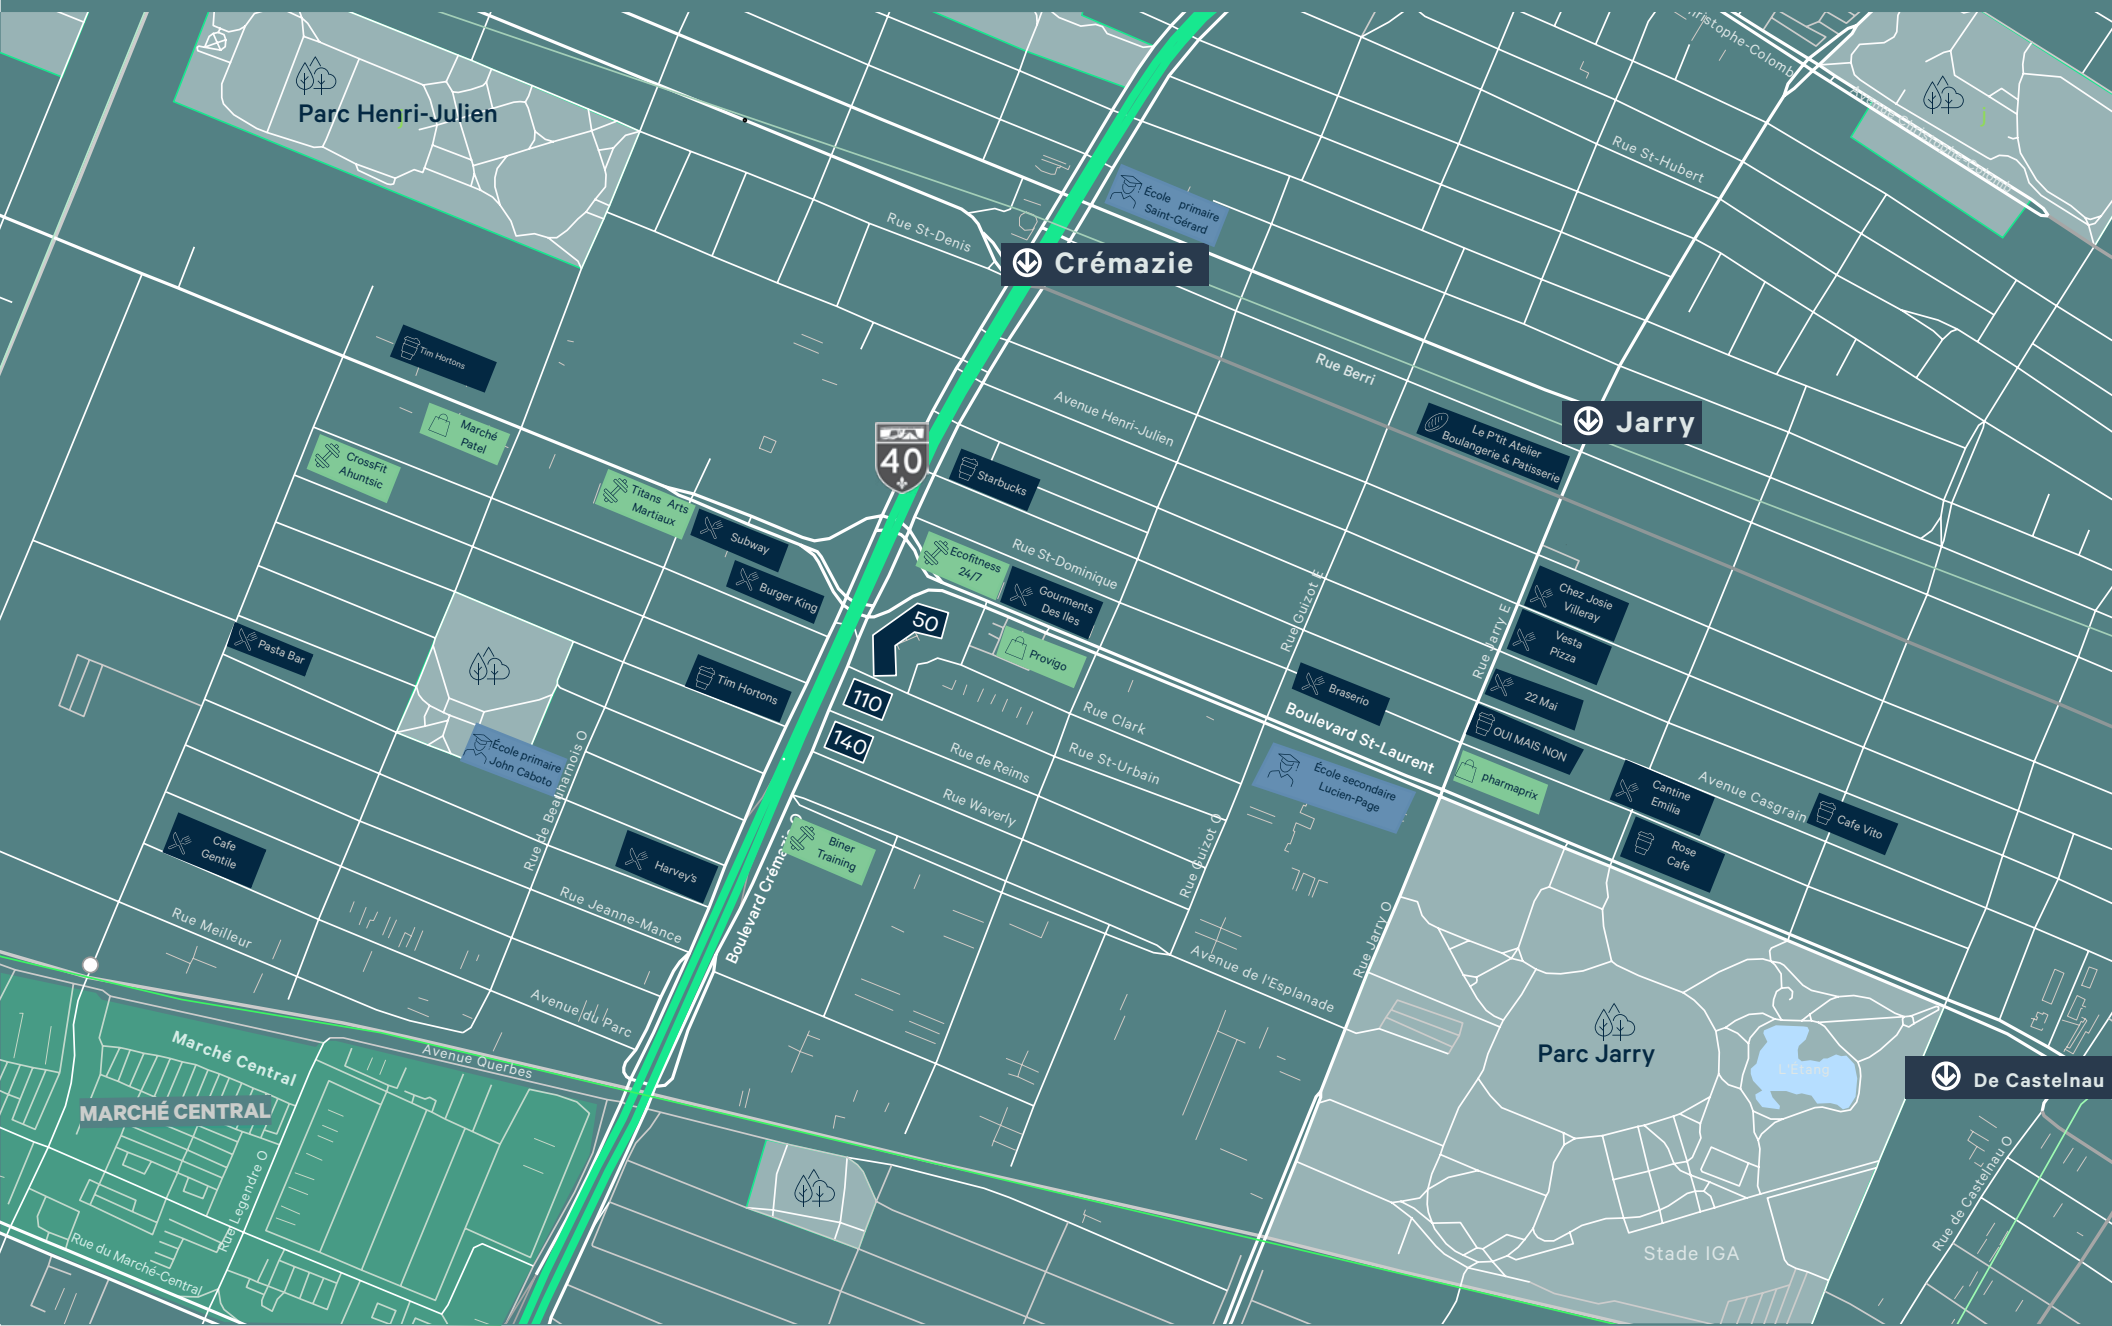 Christophe-Colomb
Parc Henri-Julien
Avenue Christophe-Colomb
Rue St-Hubert
École primaire
Saint-Gérard
Rue St-Denis
Crémazie
Tim Hortons
Rue Berri
Avenue Henri-Julien
Jarry
Le P'tit Atelier
Boulangerie & Patisserie
Marché
Patel
CrossFit
Ahuntsic
40
Starbucks
Titans Arts
Martiaux
Subway
Burger King
Ecofitness
24/7
Rue St-Dominique
Gourments
Des Iles
50
Provigo
Rue Guizot E
Rue Jarry E
Chez Josie
Villeray
Vesta
Pizza
22 Mai
OUI MAIS NON
pharmaprix
Pasta Bar
Tim Hortons
110
140
Rue Clark
Rue St-Urbain
Rue de Reims
Rue Waverly
Braserio
Boulevard St-Laurent
École secondaire
Lucien-Page
École primaire
John Caboto
Rue de Beauharnois O
Cantine
Emilia
Avenue Casgrain
Cafe Vito
Rose
Cafe
Cafe
Gentile
Harvey's
Boulevard Crémazie O
Biner
Training
Rue Guizot O
Rue Jarry O
Rue Meilleur
Rue Jeanne-Mance
Avenue de l'Esplanade
Avenue du Parc
Avenue Querbes
Marché Central
MARCHÉ CENTRAL
Parc Jarry
L'Étang
De Castelnau
Rue Legendre O
Rue du Marché-Central
Rue de Castelnau O
Stade IGA